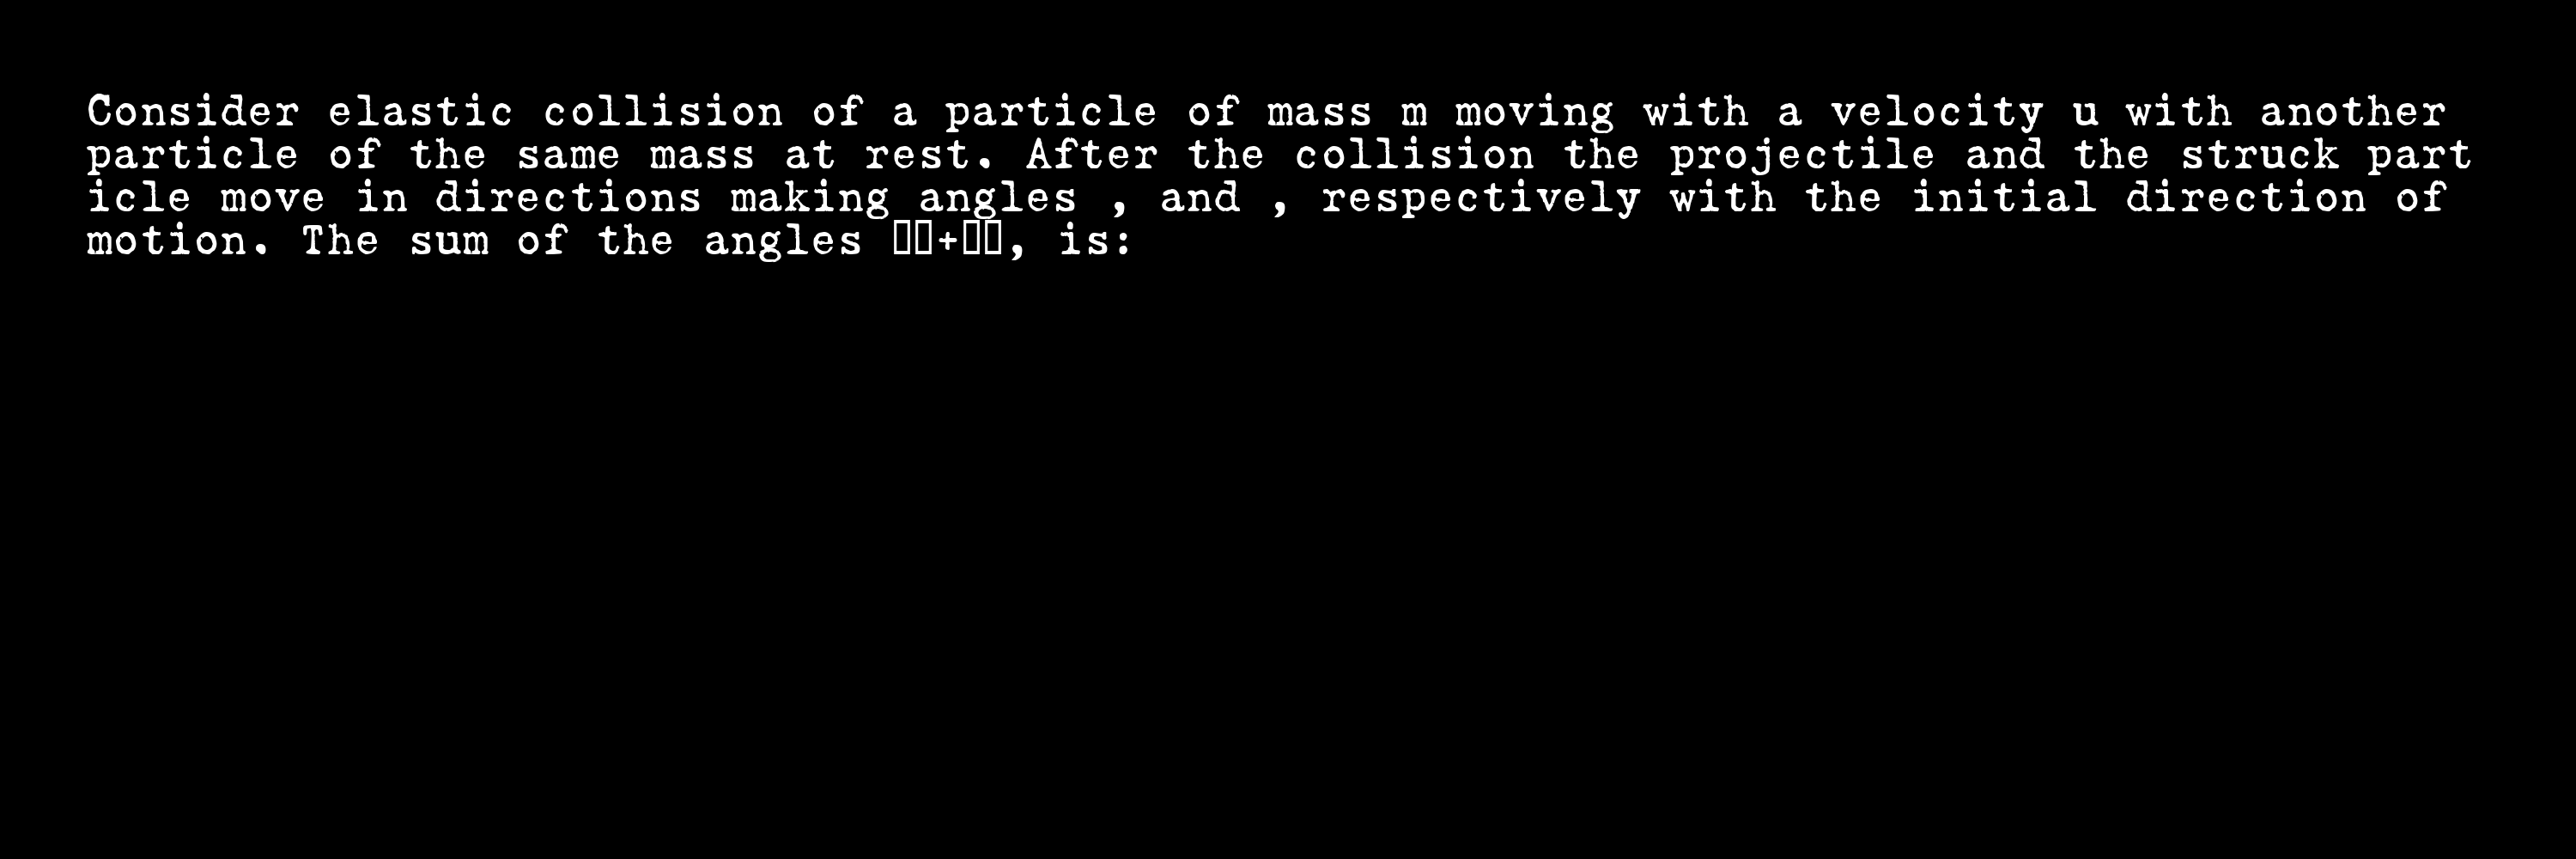 Consider elastic collision of a particle of mass m moving with a velocity u with another
particle of the same mass at rest. After the collision the projectile and the struck part
icle move in directions making angles , and , respectively with the initial direction of
motion. The sum of the angles ▯▯+▯▯, is: